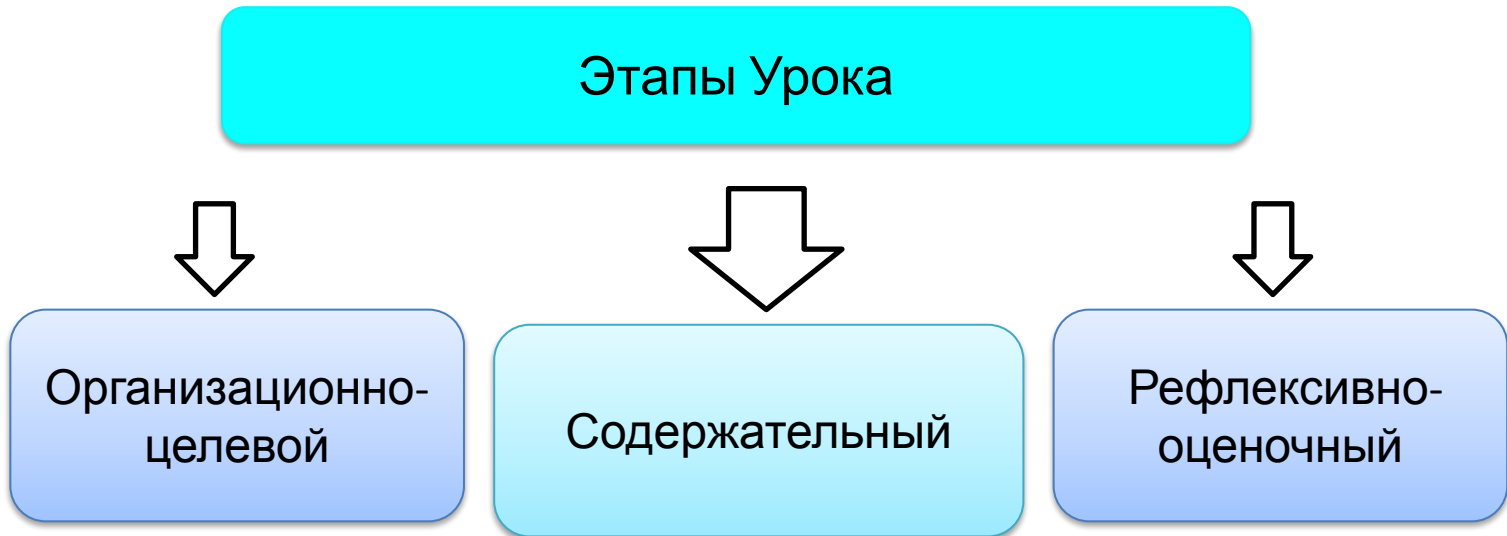 Этапы Урока
Организационно-
целевой
Содержательный
Рефлексивно-
оценочный